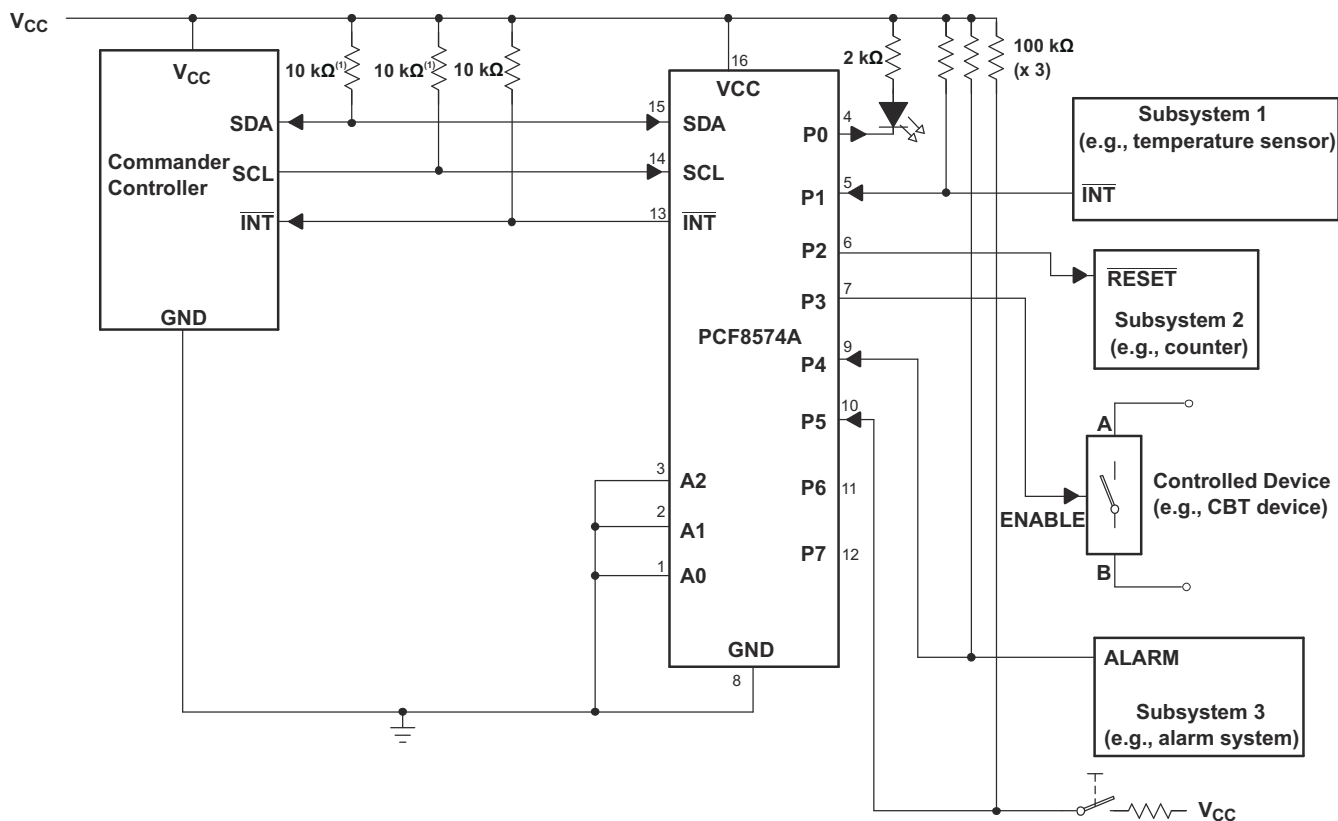 V_CC
V_CC
10 kΩ⁽¹⁾
10 kΩ⁽¹⁾
10 kΩ
SDA
Commander
Controller
SCL
INT
GND
16
VCC
15
SDA
14
SCL
13
INT
PCF8574A
3
A2
2
A1
1
A0
GND
8
P0
4
P1
5
P2
6
P3
7
P4
9
P5
10
P6
11
P7
12
2 kΩ
100 kΩ
(x 3)
Subsystem 1
(e.g., temperature sensor)
INT
RESET
Subsystem 2
(e.g., counter)
A
ENABLE
B
Controlled Device
(e.g., CBT device)
ALARM
Subsystem 3
(e.g., alarm system)
V_CC